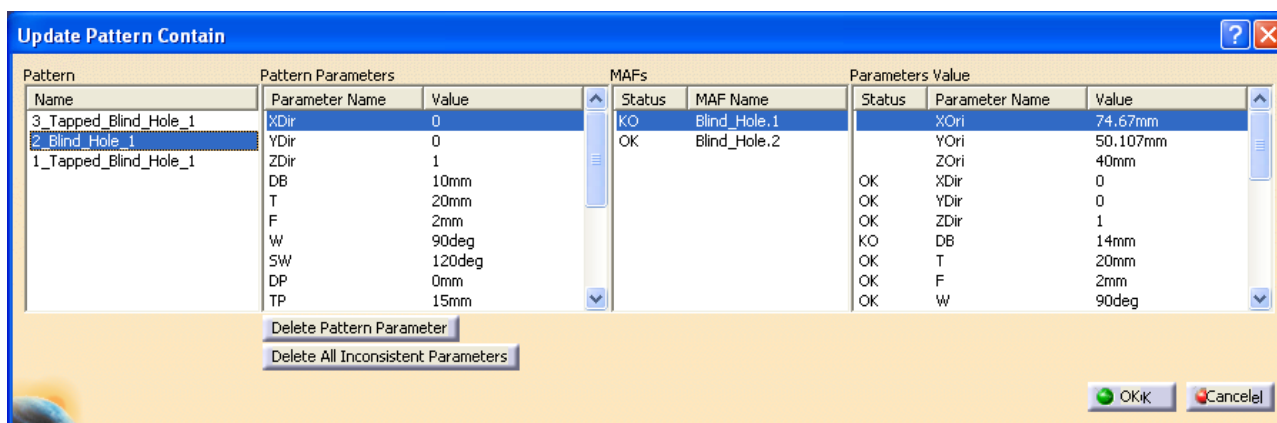 Update Pattern Contain
Pattern Pattern Parameters MAFs Parameters Value
Name Parameter Name Value Status MAF Name Status Parameter Name Value
3_Tapped_Blind_Hole_1 XDir 0 KO Blind_Hole.1 XOri 74.67mm
2_Blind_Hole_1 YDir 0 OK Blind_Hole.2 YOri 50.107mm
1_Tapped_Blind_Hole_1 ZDir 1 ZOri 40mm
DB 10mm OK XDir 0
T 20mm OK YDir 0
F 2mm OK ZDir 1
W 90deg KO DB 14mm
SW 120deg OK T 20mm
DP 0mm OK F 2mm
TP 15mm OK W 90deg
Delete Pattern Parameter
Delete All Inconsistent Parameters
OKK Cancelel